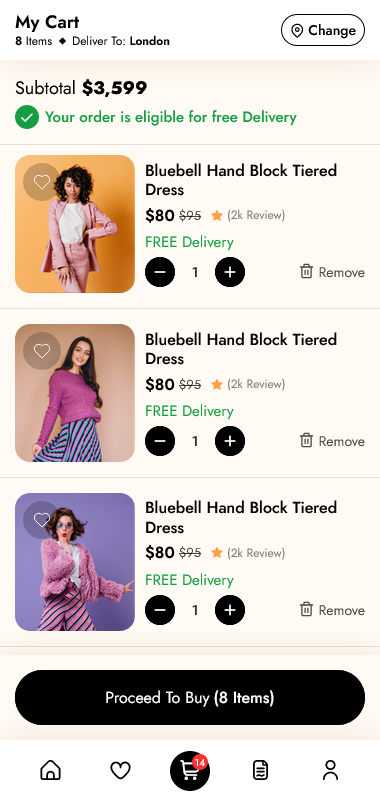 My Cart
8 Items ◆ Deliver To: London
Change
Subtotal $3,599
Your order is eligible for free Delivery
Bluebell Hand Block Tiered
Dress
$80 $95 (2k Review)
FREE Delivery
1
Remove
Bluebell Hand Block Tiered
Dress
$80 $95 (2k Review)
FREE Delivery
1
Remove
Bluebell Hand Block Tiered
Dress
$80 $95 (2k Review)
FREE Delivery
1
Remove
Proceed To Buy (8 Items)
14